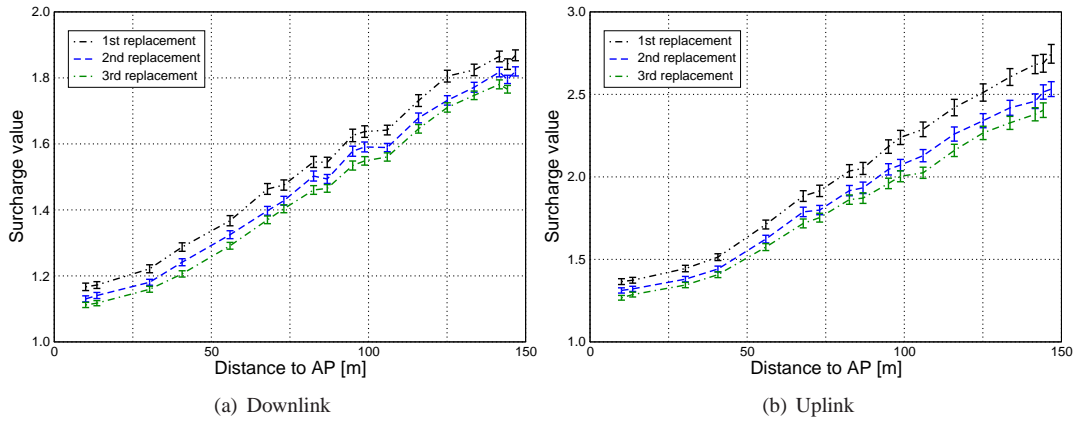 2.0
1.8
1.6
1.4
1.2
1.0
Surcharge value
1st replacement
2nd replacement
3rd replacement
0
50
100
150
Distance to AP [m]
(a) Downlink
3.0
2.5
2.0
1.5
1.0
Surcharge value
1st replacement
2nd replacement
3rd replacement
0
50
100
150
Distance to AP [m]
(b) Uplink